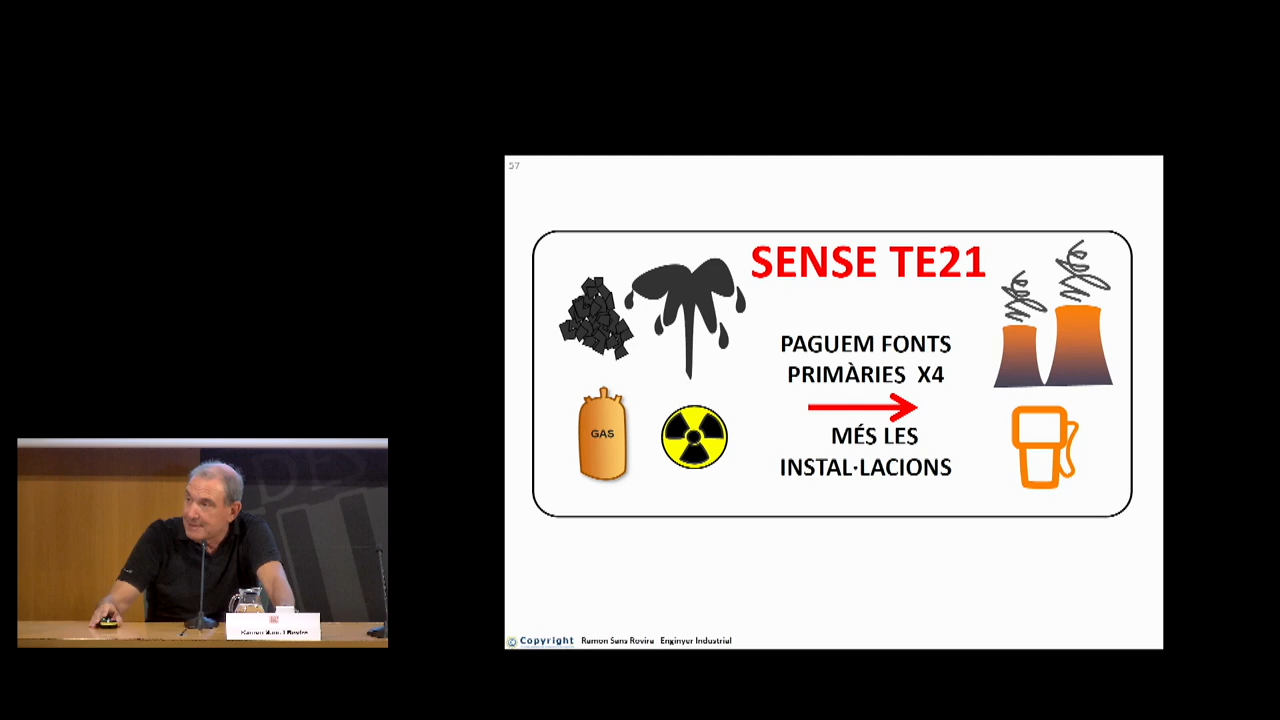 57
SENSE TE21
PAGUEM FONTS
PRIMÀRIES X4
MÉS LES
INSTAL·LACIONS
GAS
© Copyright Ramon Sans Rovira Enginyer Industrial